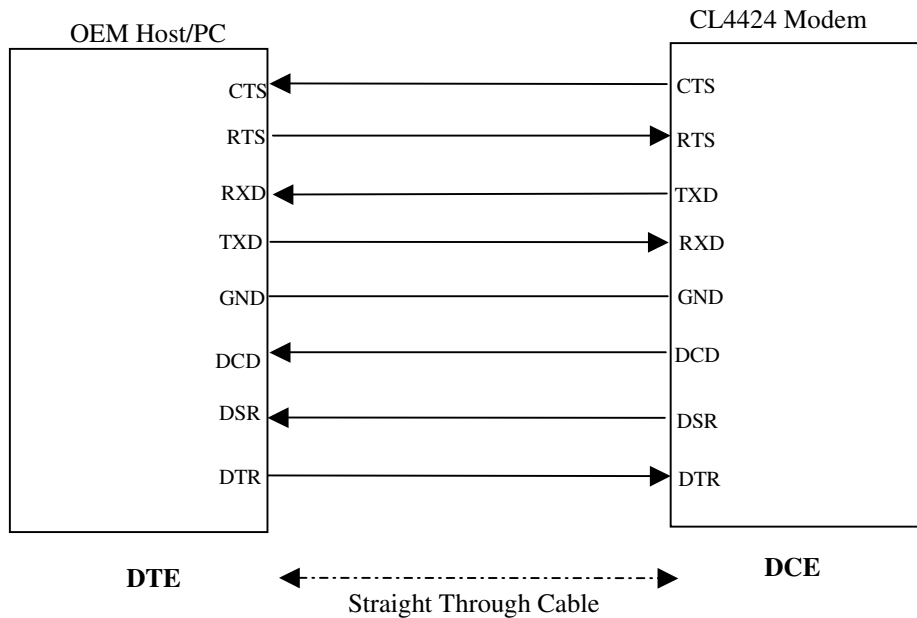 OEM Host/PC CL4424 Modem
CTS CTS
RTS RTS
RXD TXD
TXD RXD
GND GND
DCD DCD
DSR DSR
DTR DTR
DTE DCE
Straight Through Cable